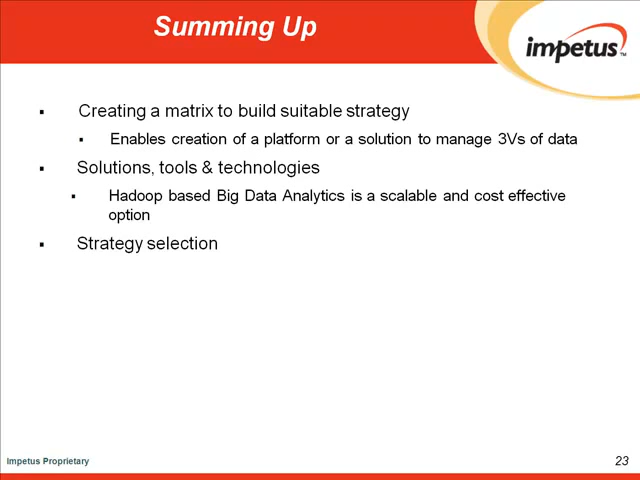 Summing Up
impetus™
▪ Creating a matrix to build suitable strategy
▪ Enables creation of a platform or a solution to manage 3Vs of data
▪ Solutions, tools & technologies
▪ Hadoop based Big Data Analytics is a scalable and cost effective
option
▪ Strategy selection
Impetus Proprietary
23